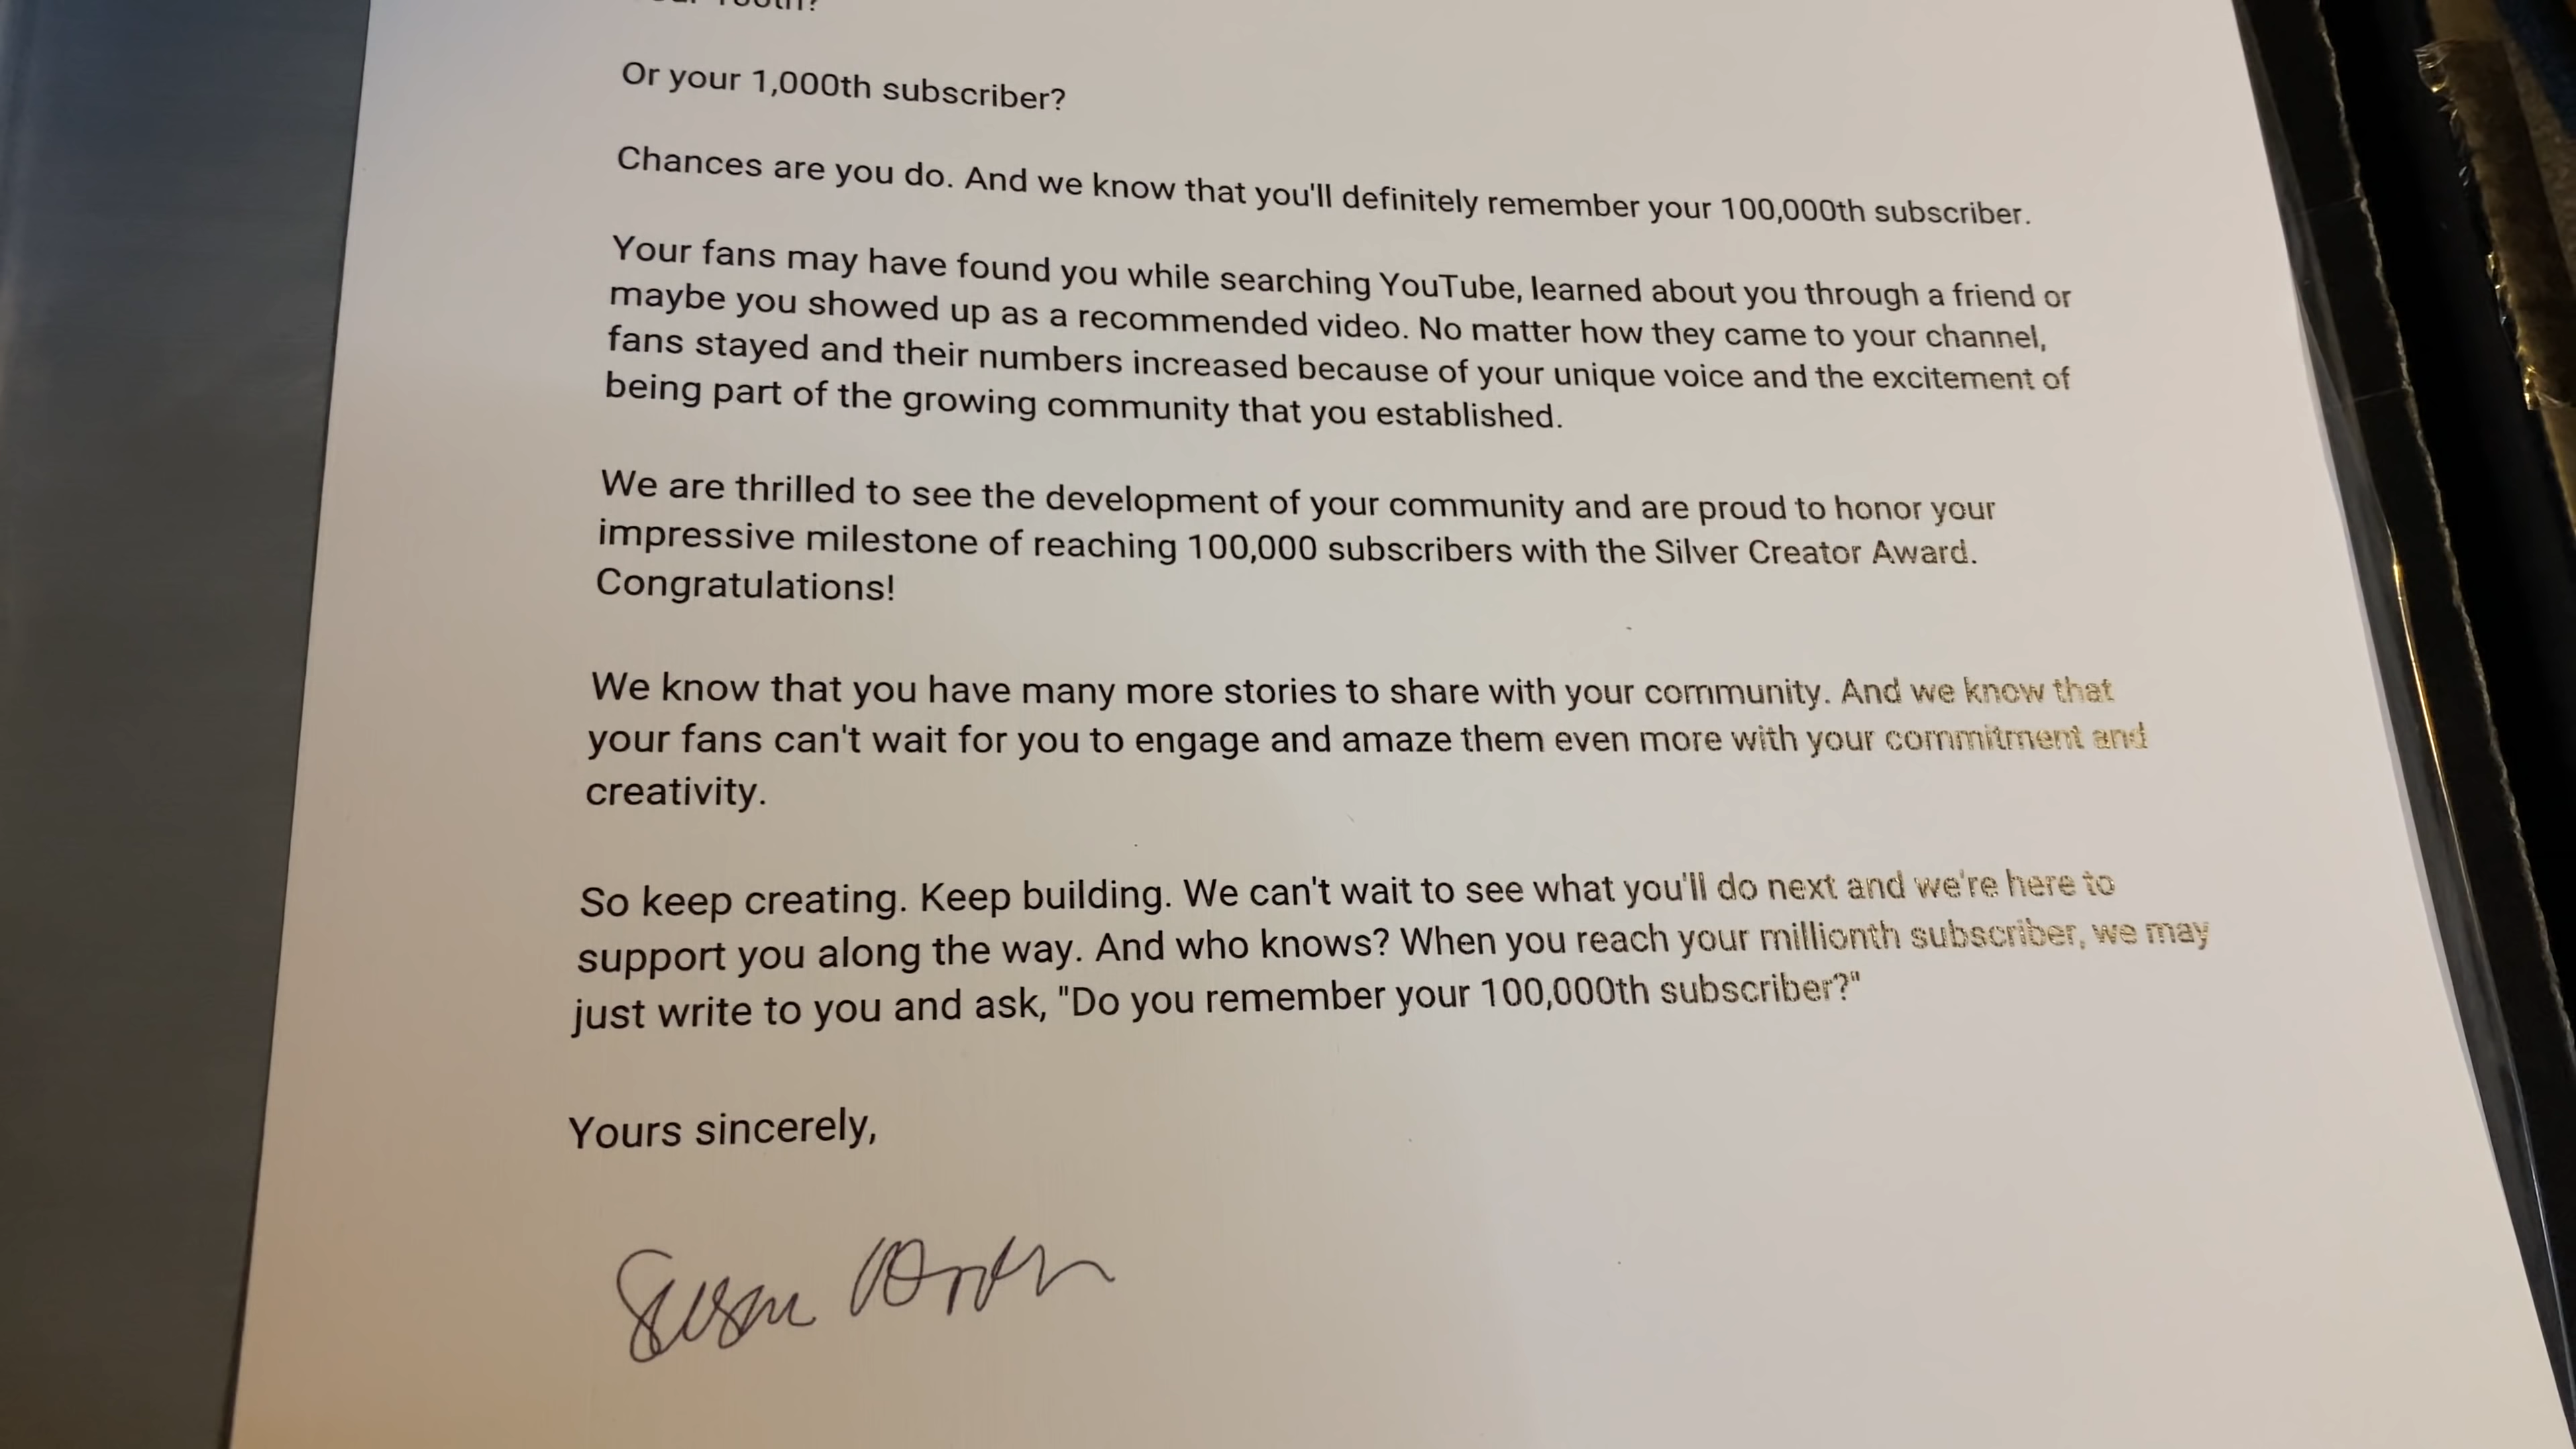 Or your 1,000th subscriber?
Chances are you do. And we know that you'll definitely remember your 100,000th subscriber.
Your fans may have found you while searching YouTube, learned about you through a friend or
maybe you showed up as a recommended video. No matter how they came to your channel,
fans stayed and their numbers increased because of your unique voice and the excitement of
being part of the growing community that you established.
We are thrilled to see the development of your community and are proud to honor your
impressive milestone of reaching 100,000 subscribers with the Silver Creator Award.
Congratulations!
We know that you have many more stories to share with your community. And we know that
your fans can't wait for you to engage and amaze them even more with your commitment and
creativity.
So keep creating. Keep building. We can't wait to see what you'll do next and we're here to
support you along the way. And who knows? When you reach your millionth subscriber, we may
just write to you and ask, "Do you remember your 100,000th subscriber?"
Yours sincerely,
Susan